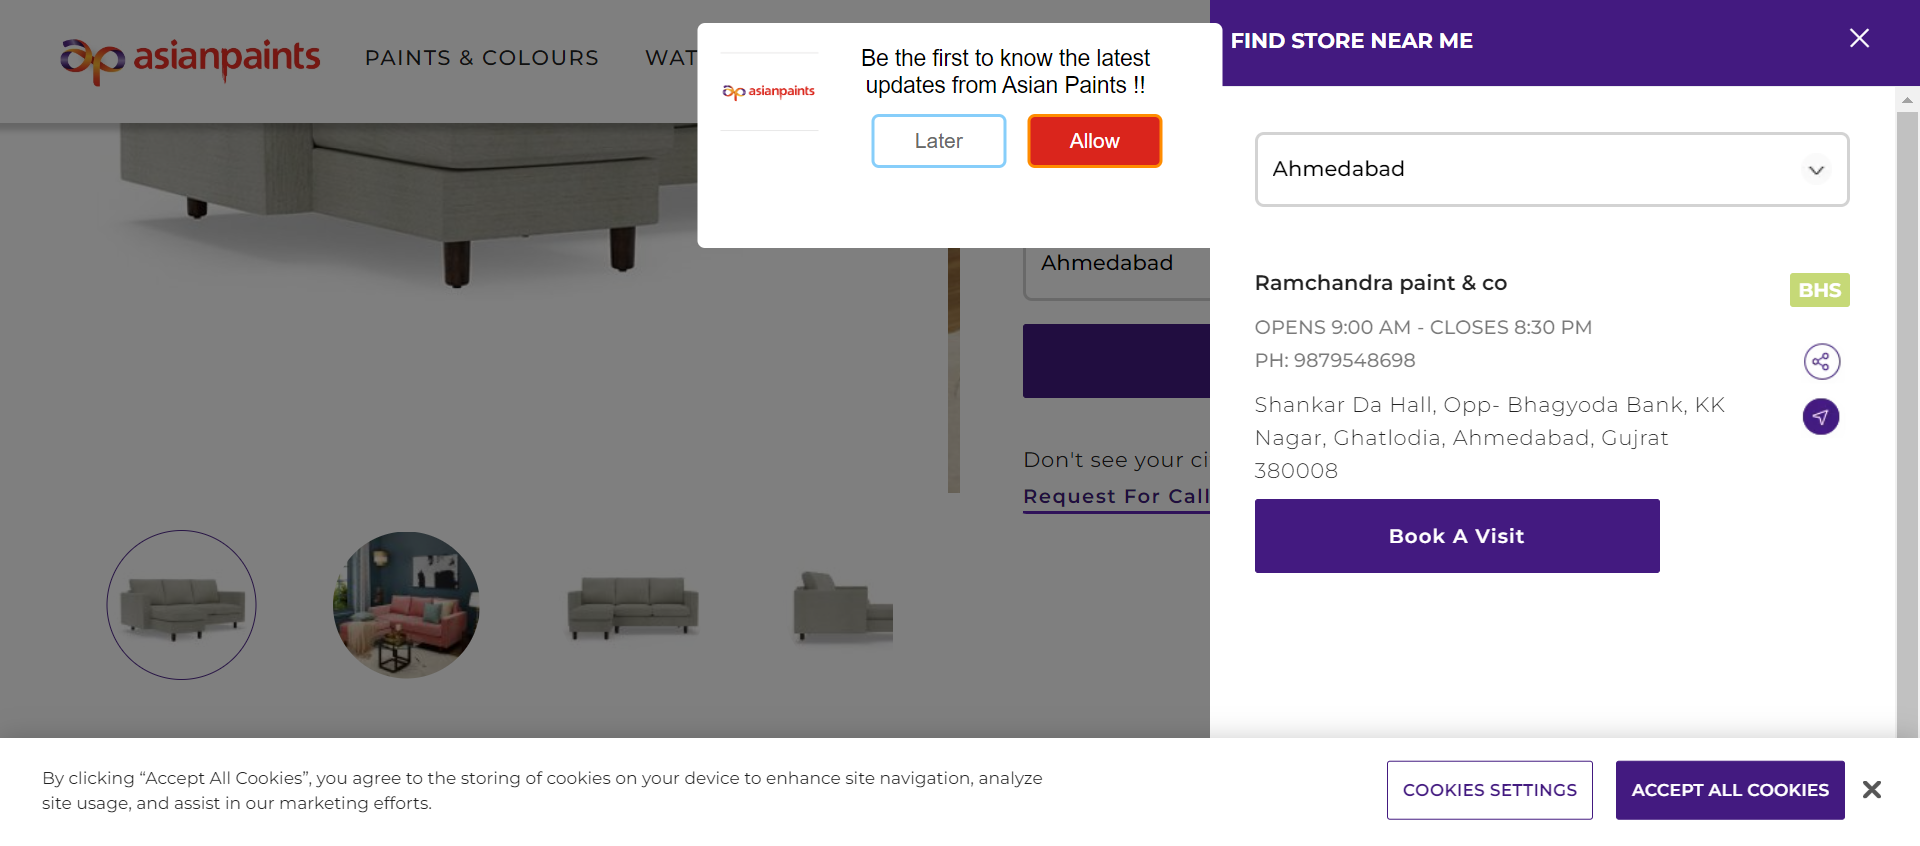 asianpaints
PAINTS & COLOURS
WAT
asianpaints
Be the first to know the latest
updates from Asian Paints !!
Later
Allow
FIND STORE NEAR ME
Ahmedabad
Ahmedabad
Don't see your ci
Request For Call
Ramchandra paint & co
BHS
OPENS 9:00 AM - CLOSES 8:30 PM
PH: 9879548698
Shankar Da Hall, Opp- Bhagyoda Bank, KK
Nagar, Ghatlodia, Ahmedabad, Gujrat
380008
Book A Visit
By clicking “Accept All Cookies”, you agree to the storing of cookies on your device to enhance site navigation, analyze
site usage, and assist in our marketing efforts.
COOKIES SETTINGS
ACCEPT ALL COOKIES